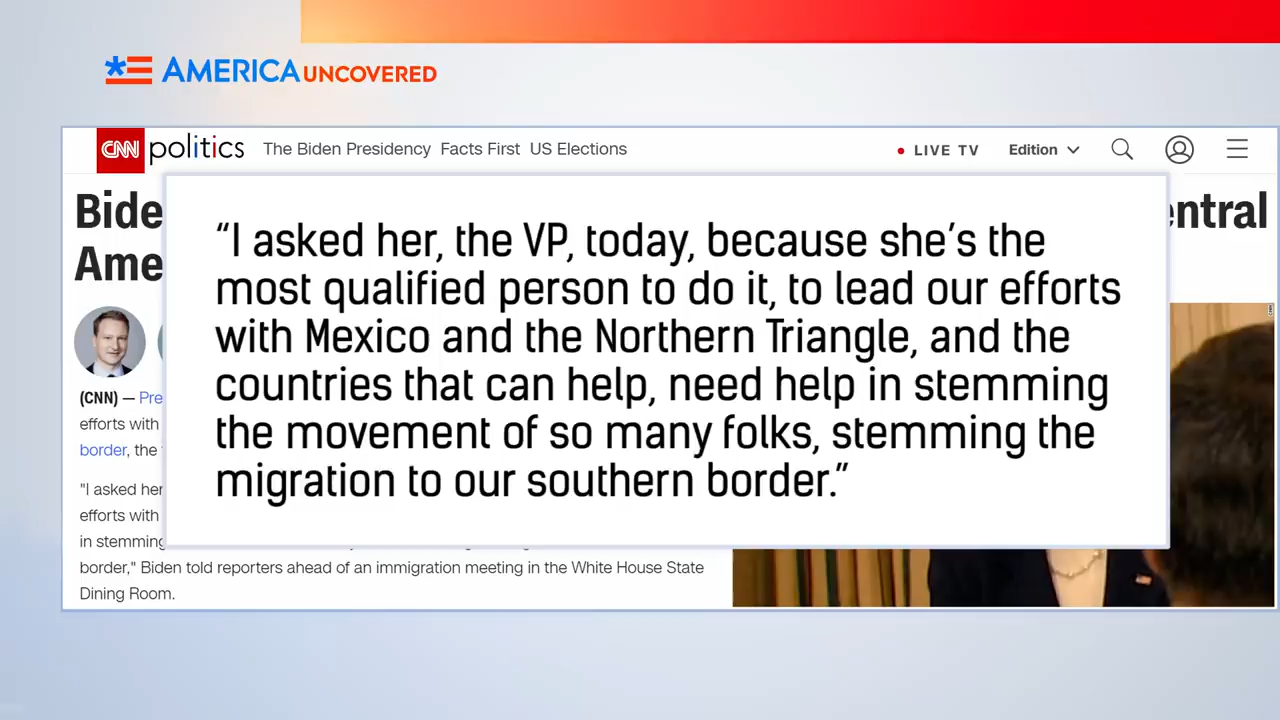 AMERICA UNCOVERED
CNN politics The Biden Presidency Facts First US Elections LIVE TV Edition
Bide entral
Ame
“I asked her, the VP, today, because she’s the
most qualified person to do it, to lead our efforts
with Mexico and the Northern Triangle, and the
countries that can help, need help in stemming
the movement of so many folks, stemming the
migration to our southern border.”
(CNN) — Pre
efforts with
border, the
"I asked her
efforts with
in stemming
border," Biden told reporters ahead of an immigration meeting in the White House State
Dining Room.